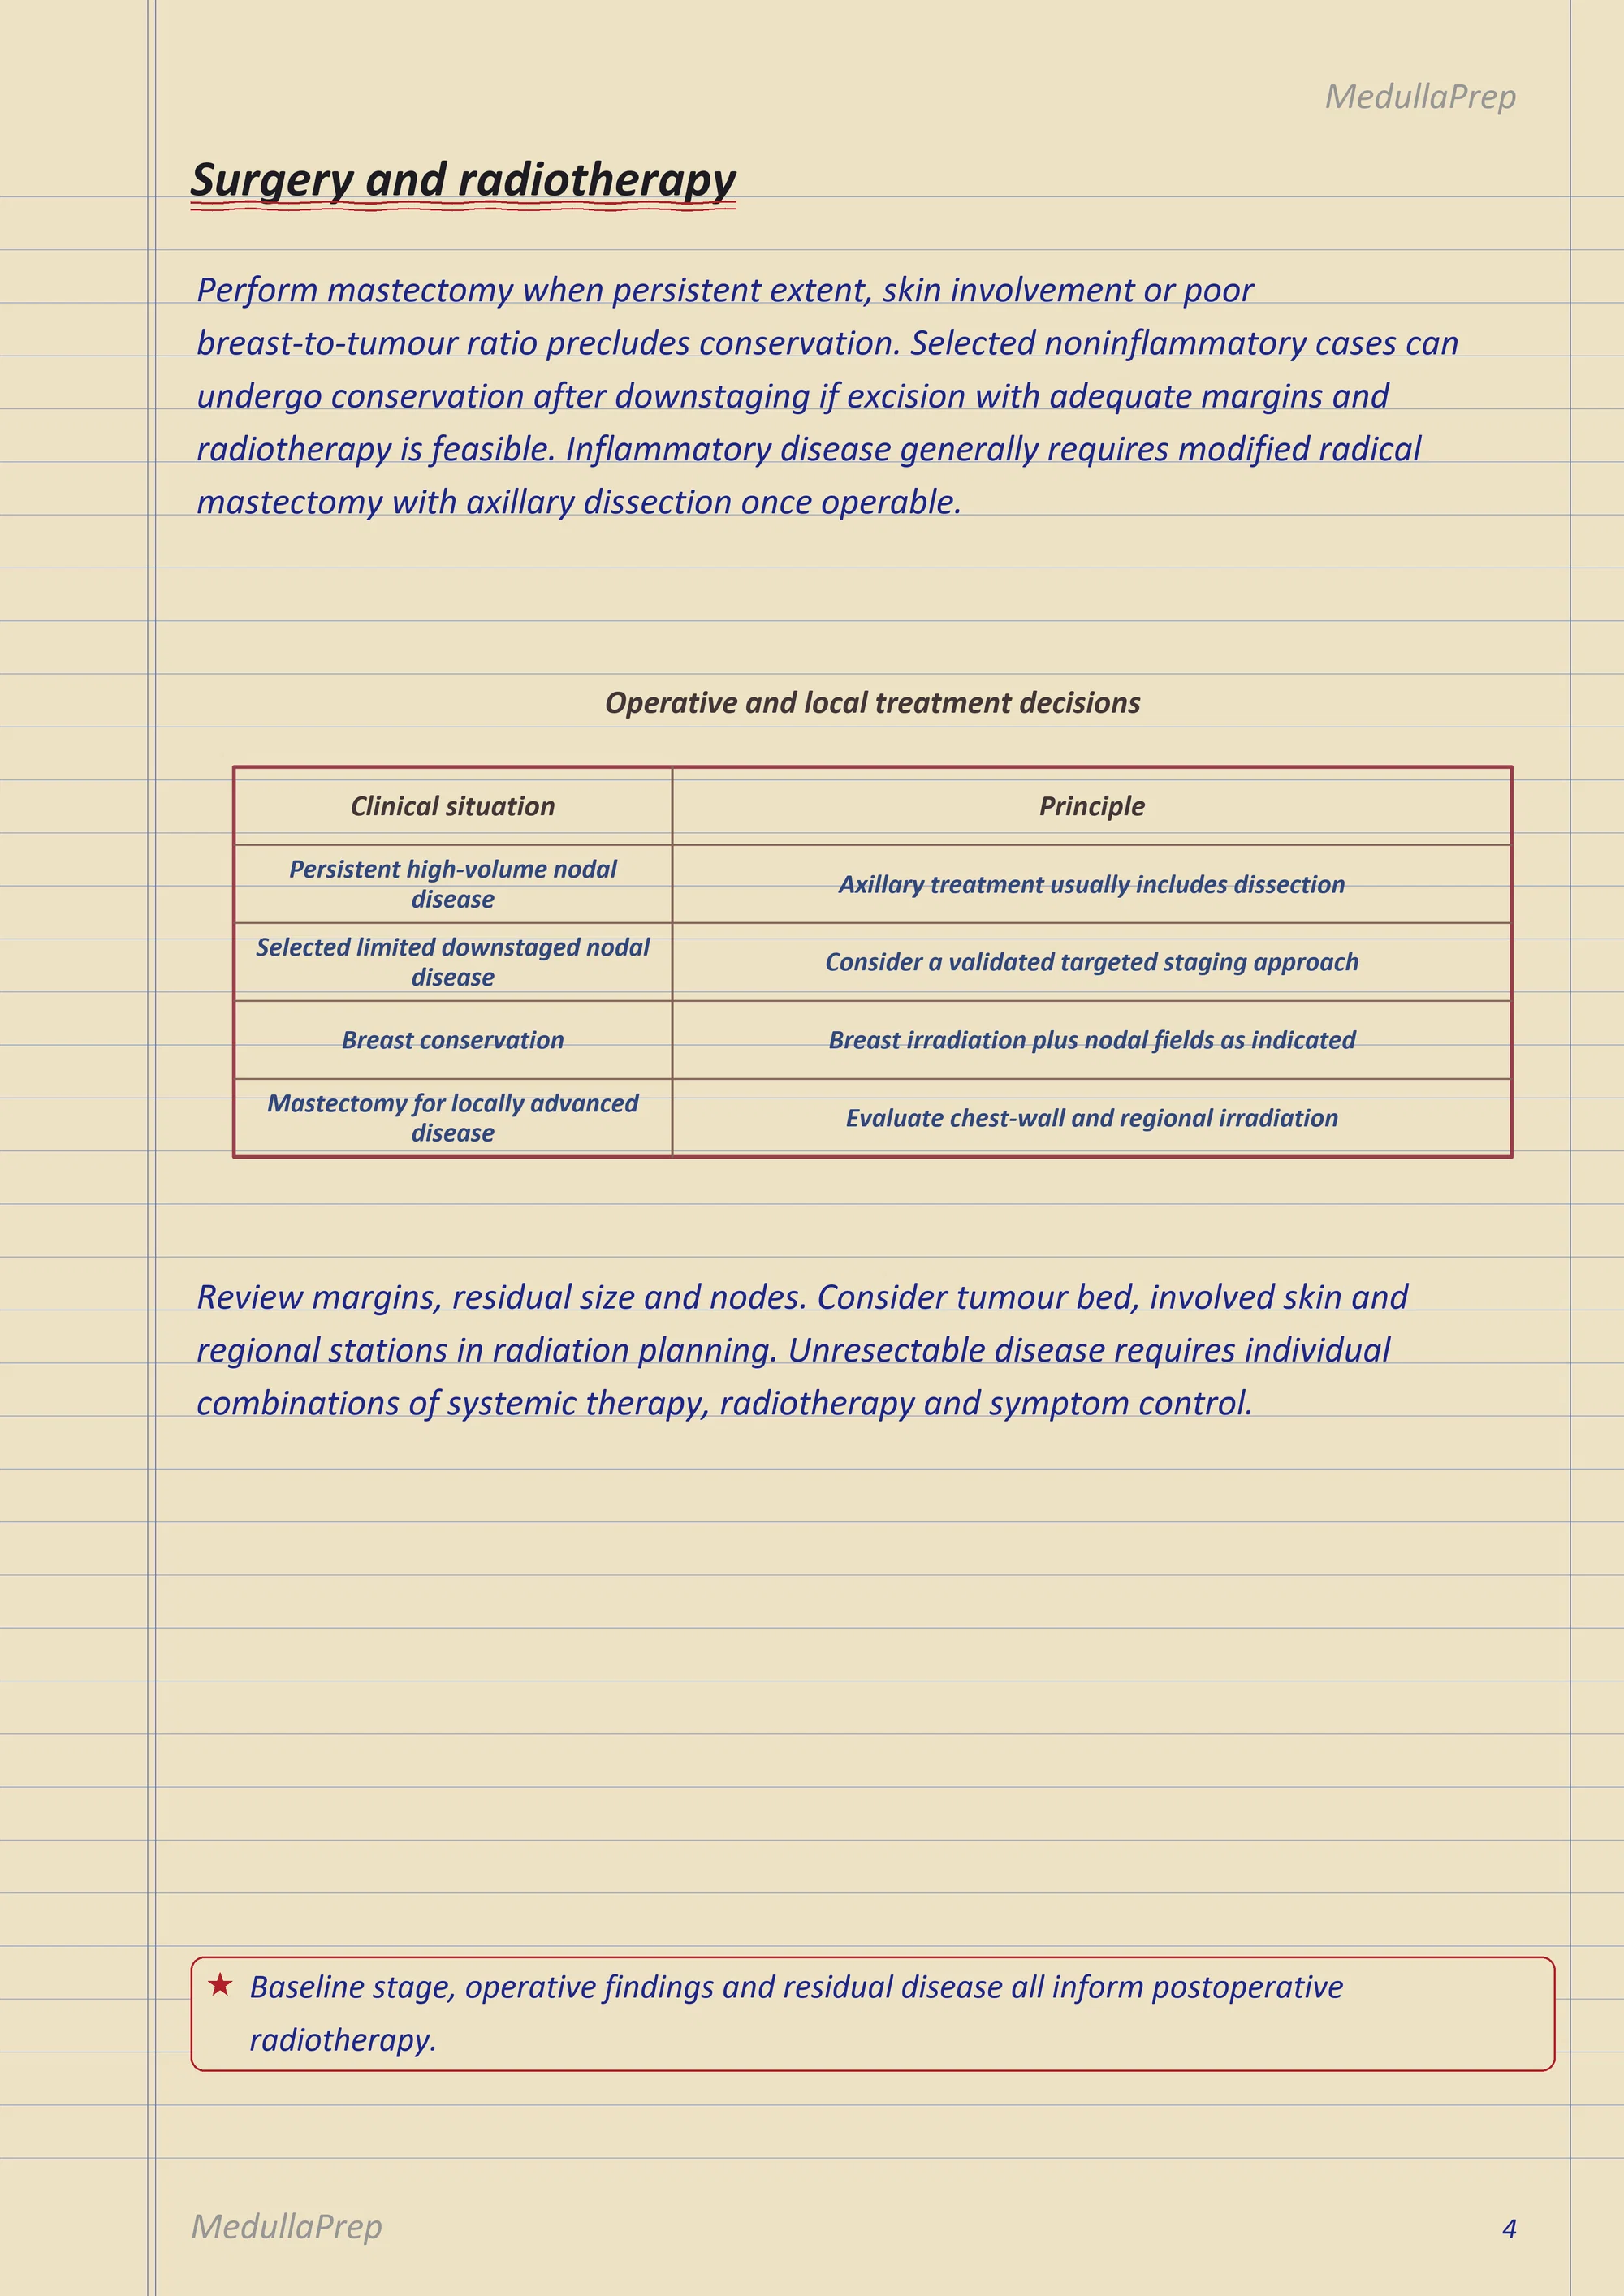 MedullaPrep
Surgery and radiotherapy
Perform mastectomy when persistent extent, skin involvement or poor
breast-to-tumour ratio precludes conservation. Selected noninflammatory cases can
undergo conservation after downstaging if excision with adequate margins and
radiotherapy is feasible. Inflammatory disease generally requires modified radical
mastectomy with axillary dissection once operable.
Operative and local treatment decisions
Clinical situation
Principle
Persistent high-volume nodal
disease
Axillary treatment usually includes dissection
Selected limited downstaged nodal
disease
Consider a validated targeted staging approach
Breast conservation
Breast irradiation plus nodal fields as indicated
Mastectomy for locally advanced
disease
Evaluate chest-wall and regional irradiation
Review margins, residual size and nodes. Consider tumour bed, involved skin and
regional stations in radiation planning. Unresectable disease requires individual
combinations of systemic therapy, radiotherapy and symptom control.
★ Baseline stage, operative findings and residual disease all inform postoperative
radiotherapy.
MedullaPrep
4